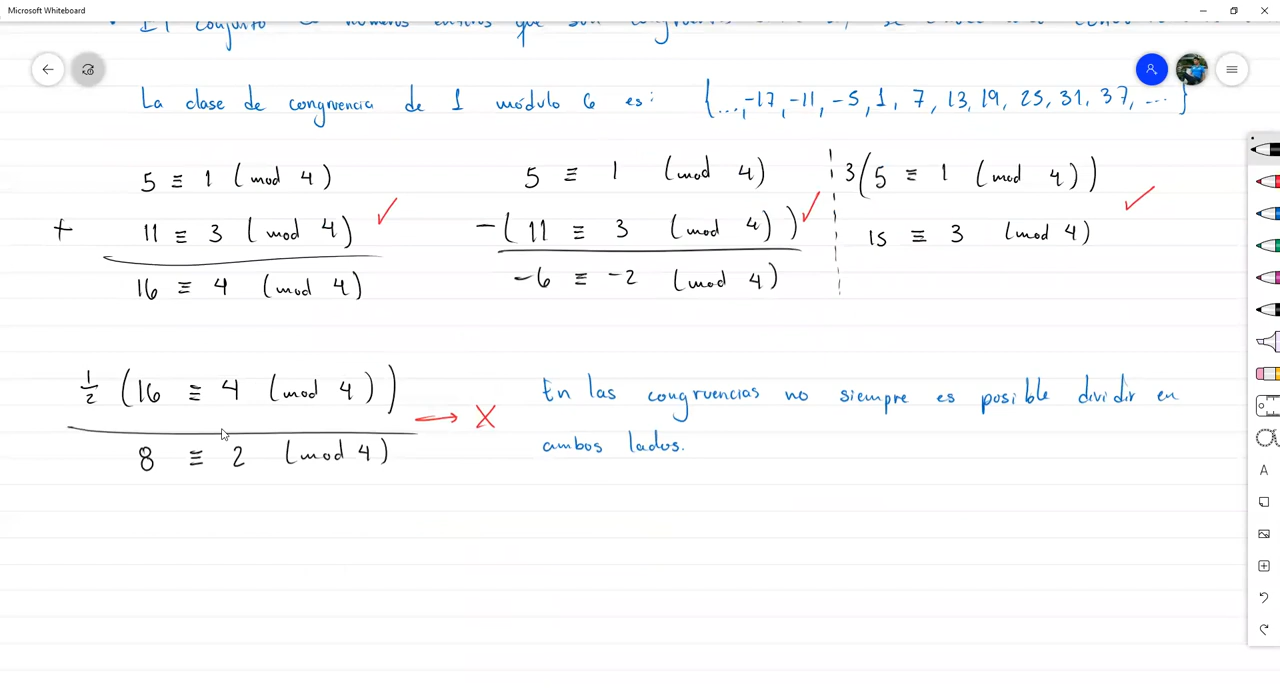 Microsoft Whiteboard
La clase de congruencia de 1 módulo 6 es: {..., -17, -11, -5, 1, 7, 13, 19, 25, 31, 37, ...}
5 ≡ 1 (mod 4)
+ 11 ≡ 3 (mod 4) ✓
16 ≡ 4 (mod 4)
5 ≡ 1 (mod 4)
-( 11 ≡ 3 (mod 4)) ✓
-6 ≡ -2 (mod 4)
3(5 ≡ 1 (mod 4))
15 ≡ 3 (mod 4) ✓
1/2 (16 ≡ 4 (mod 4))
8 ≡ 2 (mod 4)
→ X
En las congruencias no siempre es posible dividir en
ambos lados.
A